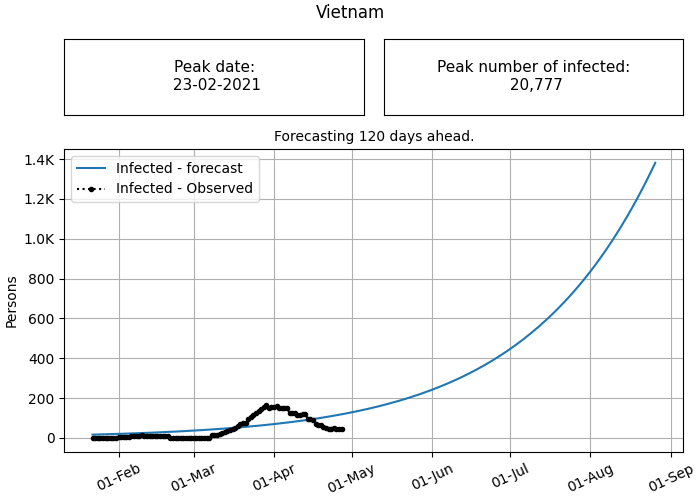 Vietnam
Peak date:
23-02-2021
Peak number of infected:
20,777
Forecasting 120 days ahead.
Infected - forecast
Infected - Observed
1.4K
1.2K
1.0K
800
600
400
200
0
Persons
01-Feb
01-Mar
01-Apr
01-May
01-Jun
01-Jul
01-Aug
01-Sep